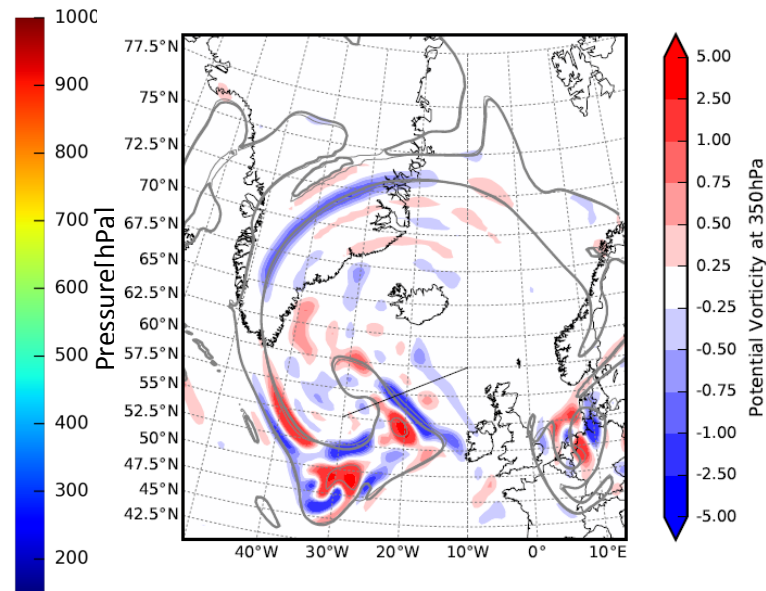 1000
900
800
700
600
500
400
300
200
Pressure[hPa]
77.5°N
75°N
72.5°N
70°N
67.5°N
65°N
62.5°N
60°N
57.5°N
55°N
52.5°N
50°N
47.5°N
45°N
42.5°N
40°W
30°W
20°W
10°W
0°
10°E
5.00
2.50
1.00
0.75
0.50
0.25
-0.25
-0.50
-0.75
-1.00
-2.50
-5.00
Potential Vorticity at 350hPa